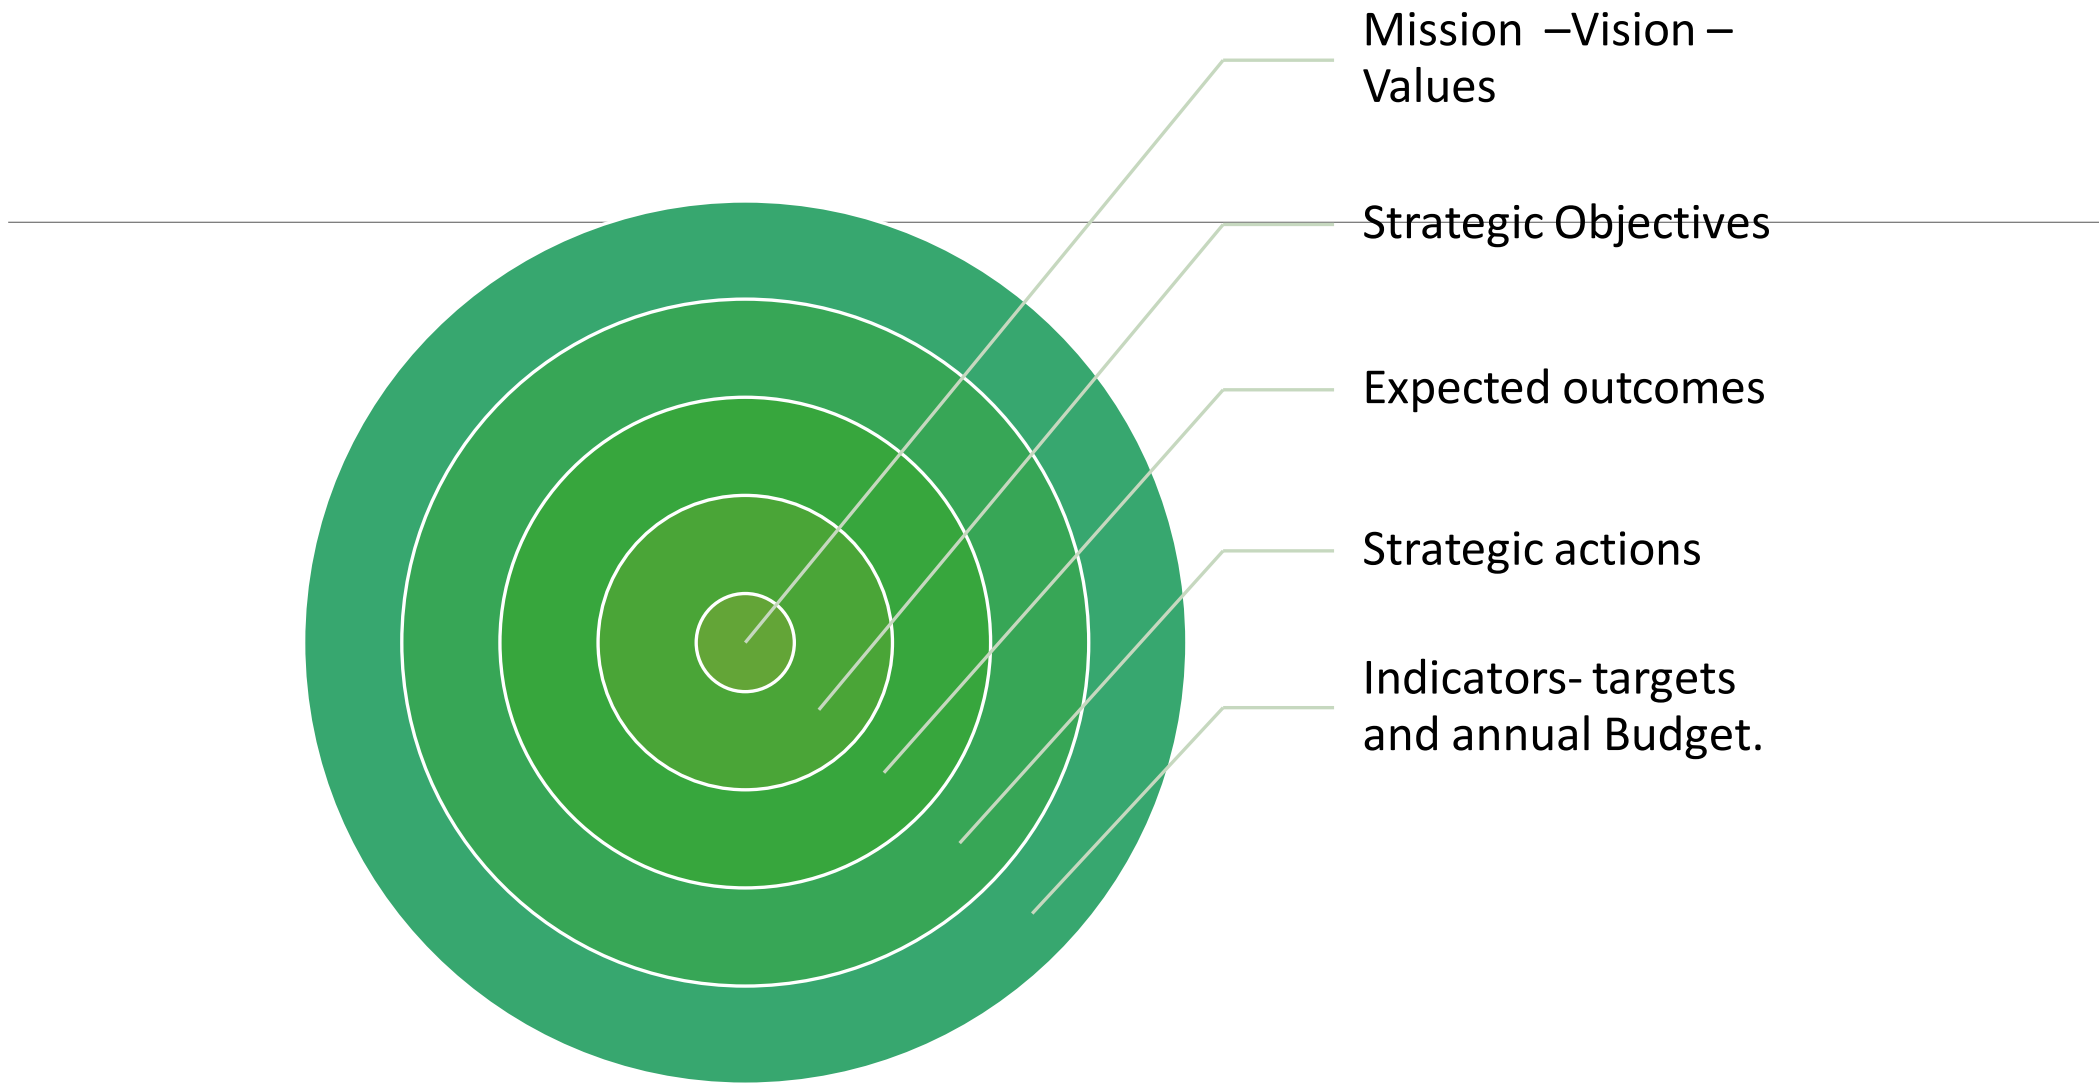 Mission –Vision –
Values
Strategic Objectives
Expected outcomes
Strategic actions
Indicators- targets
and annual Budget.